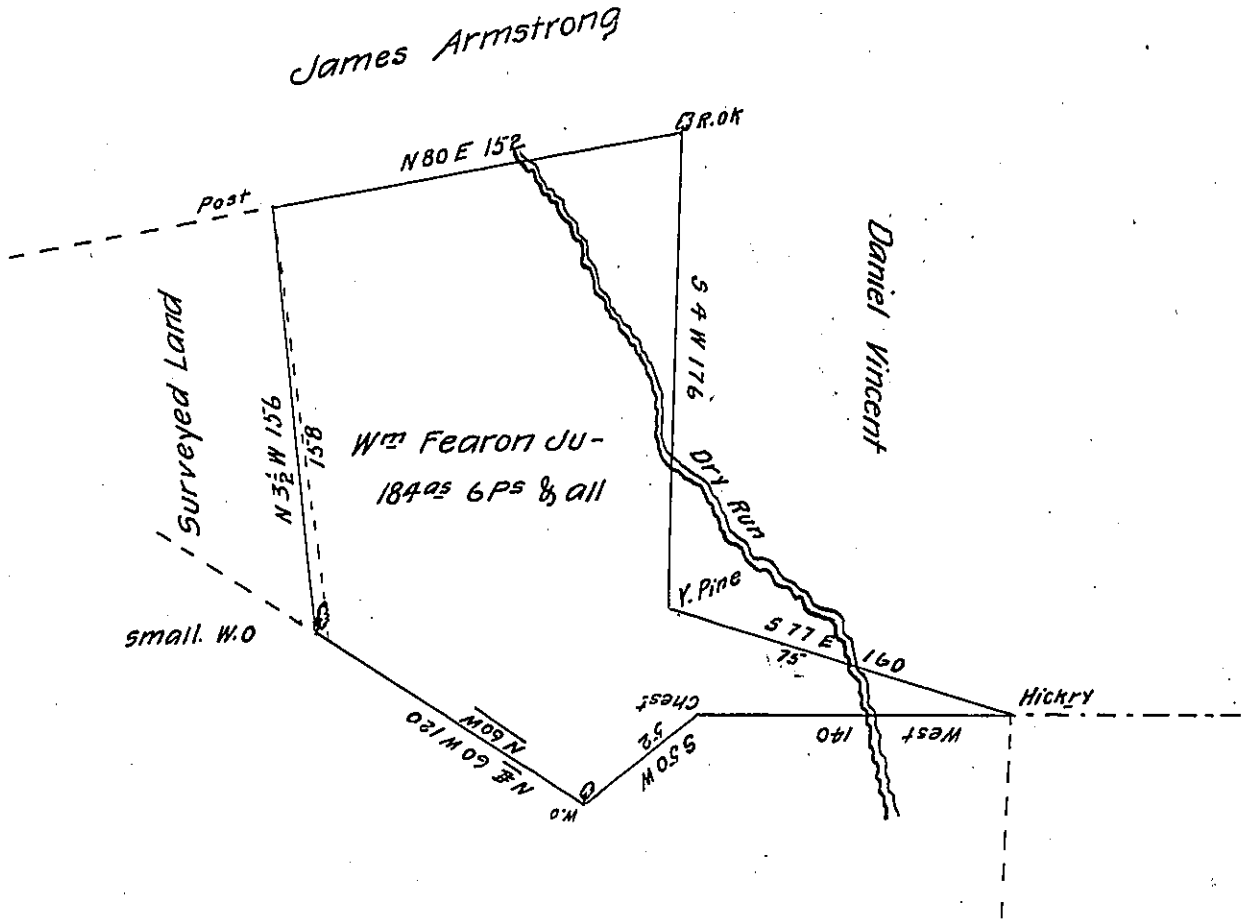 James Armstrong
R.OK
N 80 E 152
Post
Daniel Vincent
S 4 W 176
Surveyed Land
N 3½ W 156
158
Wm Fearon Ju-
184as 6Ps & all
Dry Run
Y. Pine
small. W.O
S 77 E 160
75
Hickry
Chest
West 140
S 50 W
52
N 60 W
60 W 120
W.O